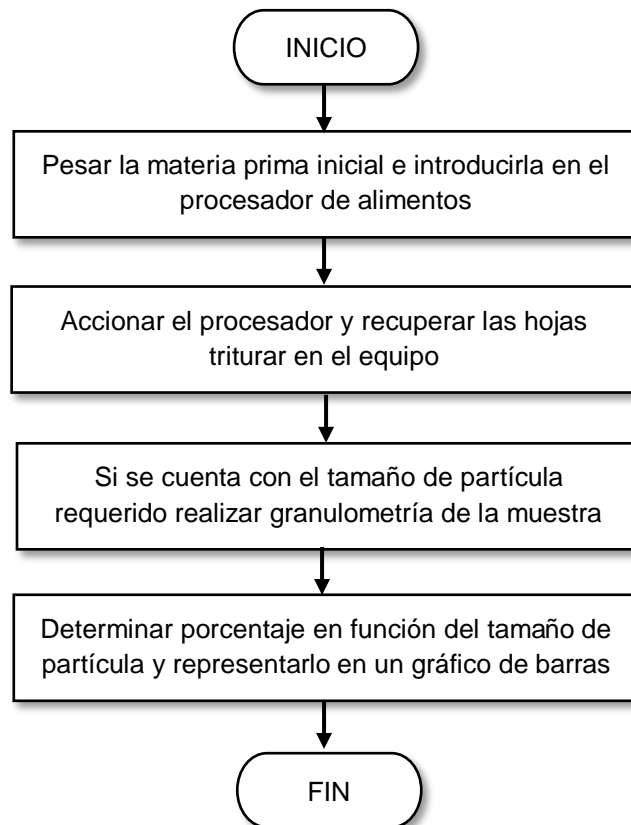 INICIO
Pesar la materia prima inicial e introducirla en el
procesador de alimentos
Accionar el procesador y recuperar las hojas
triturar en el equipo
Si se cuenta con el tamaño de partícula
requerido realizar granulometría de la muestra
Determinar porcentaje en función del tamaño de
partícula y representarlo en un gráfico de barras
FIN